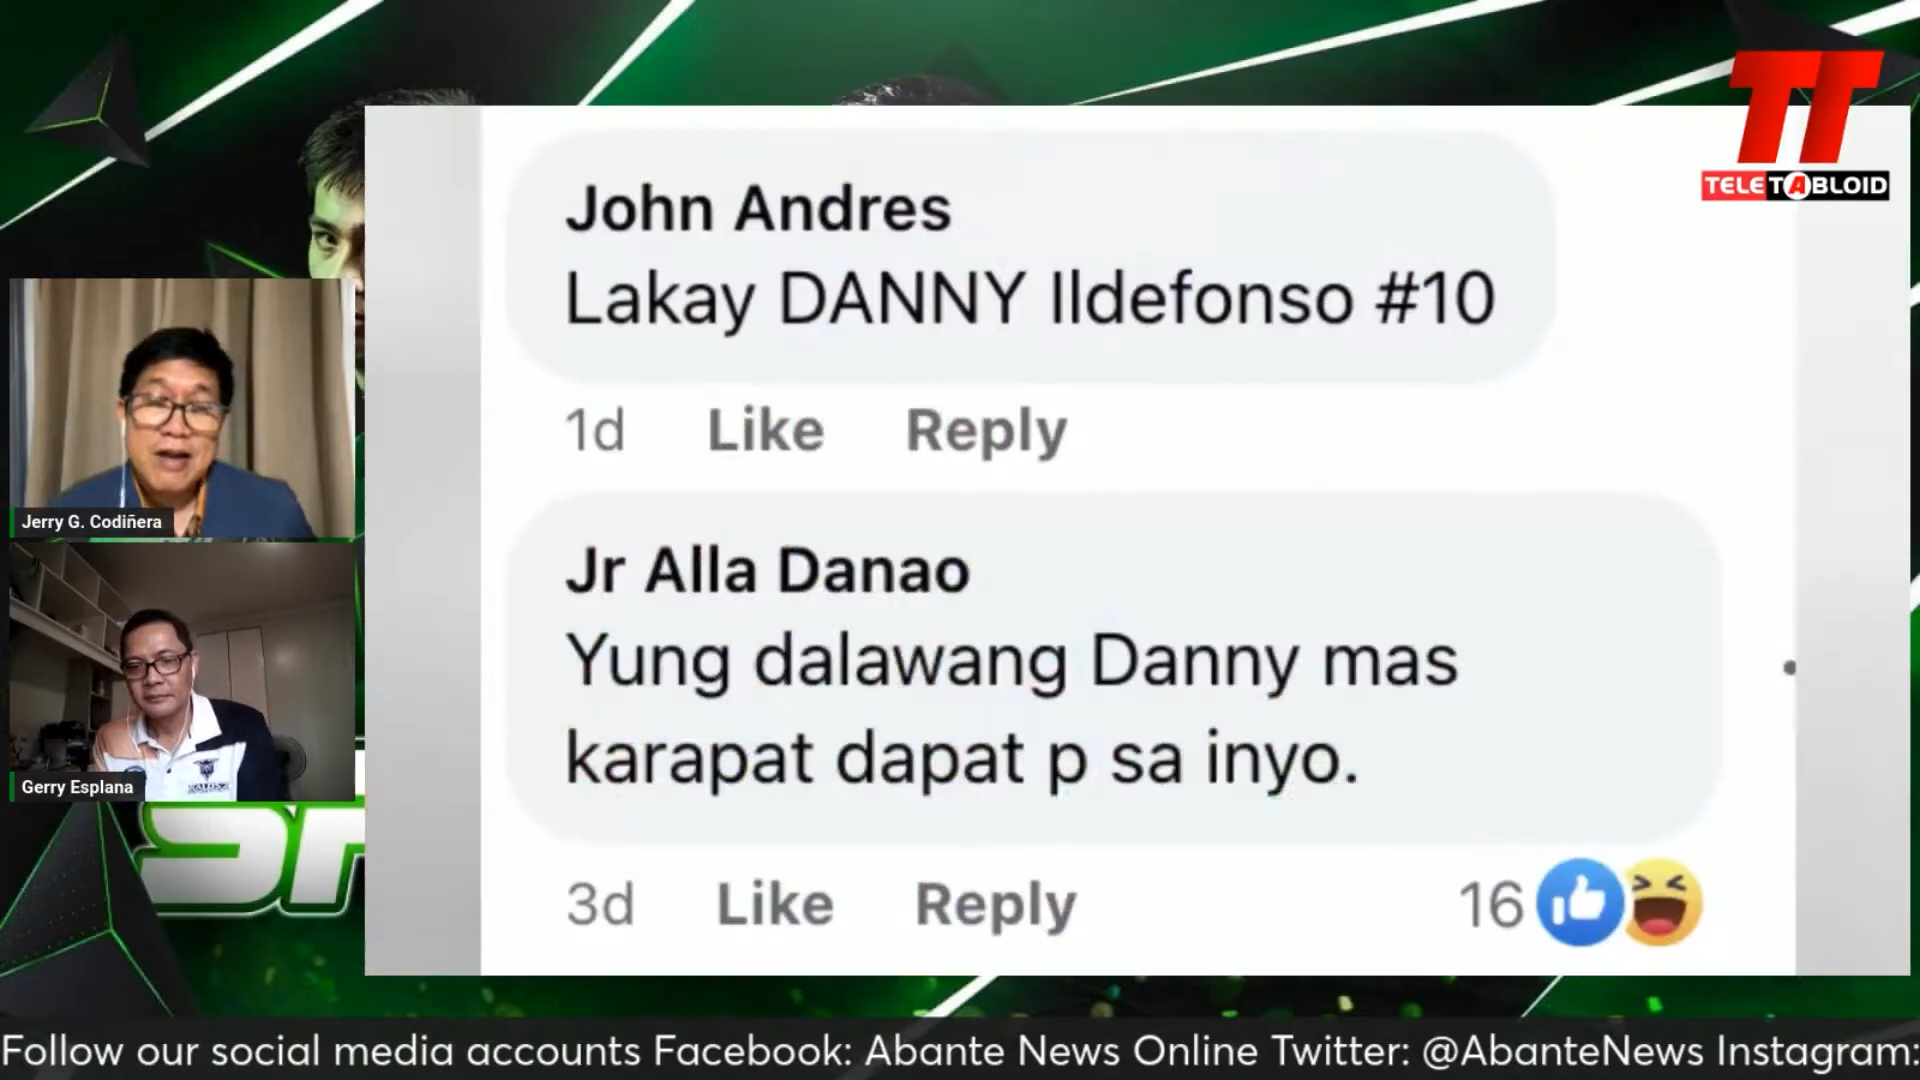 TT
TELETABLOID
John Andres
Lakay DANNY Ildefonso #10
1d Like Reply
Jr Alla Danao
Yung dalawang Danny mas
karapat dapat p sa inyo.
3d Like Reply 16
Jerry G. Codiñera
Gerry Esplana
Follow our social media accounts Facebook: Abante News Online Twitter: @AbanteNews Instagram: